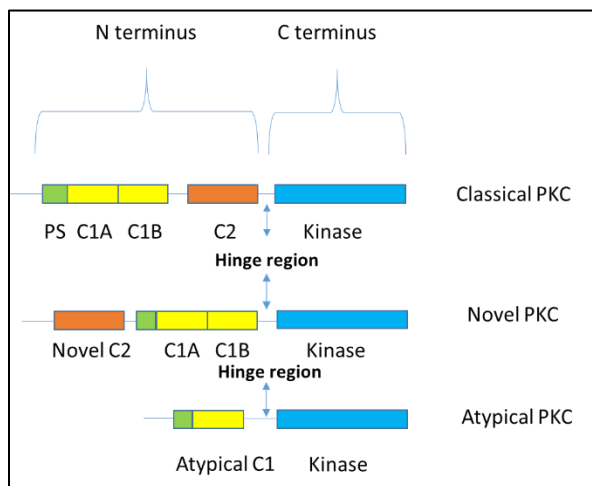 N terminus C terminus
Classical PKC
PS C1A C1B C2 Kinase
Hinge region
Novel PKC
Novel C2 C1A C1B Kinase
Hinge region
Atypical PKC
Atypical C1 Kinase